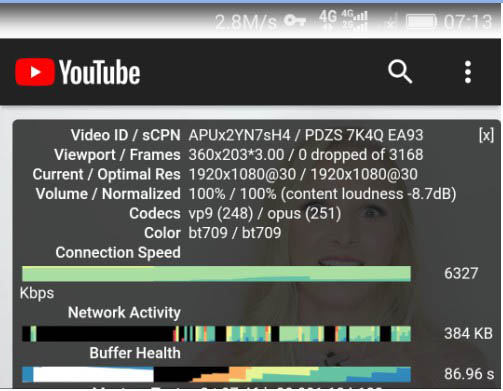 2.8M/s 4G 4G 2G 07:13
YouTube
Video ID / sCPN APUx2YN7sH4 / PDZS 7K4Q EA93 [x]
Viewport / Frames 360x203*3.00 / 0 dropped of 3168
Current / Optimal Res 1920x1080@30 / 1920x1080@30
Volume / Normalized 100% / 100% (content loudness -8.7dB)
Codecs vp9 (248) / opus (251)
Color bt709 / bt709
Connection Speed
6327
Kbps
Network Activity
384 KB
Buffer Health
86.96 s